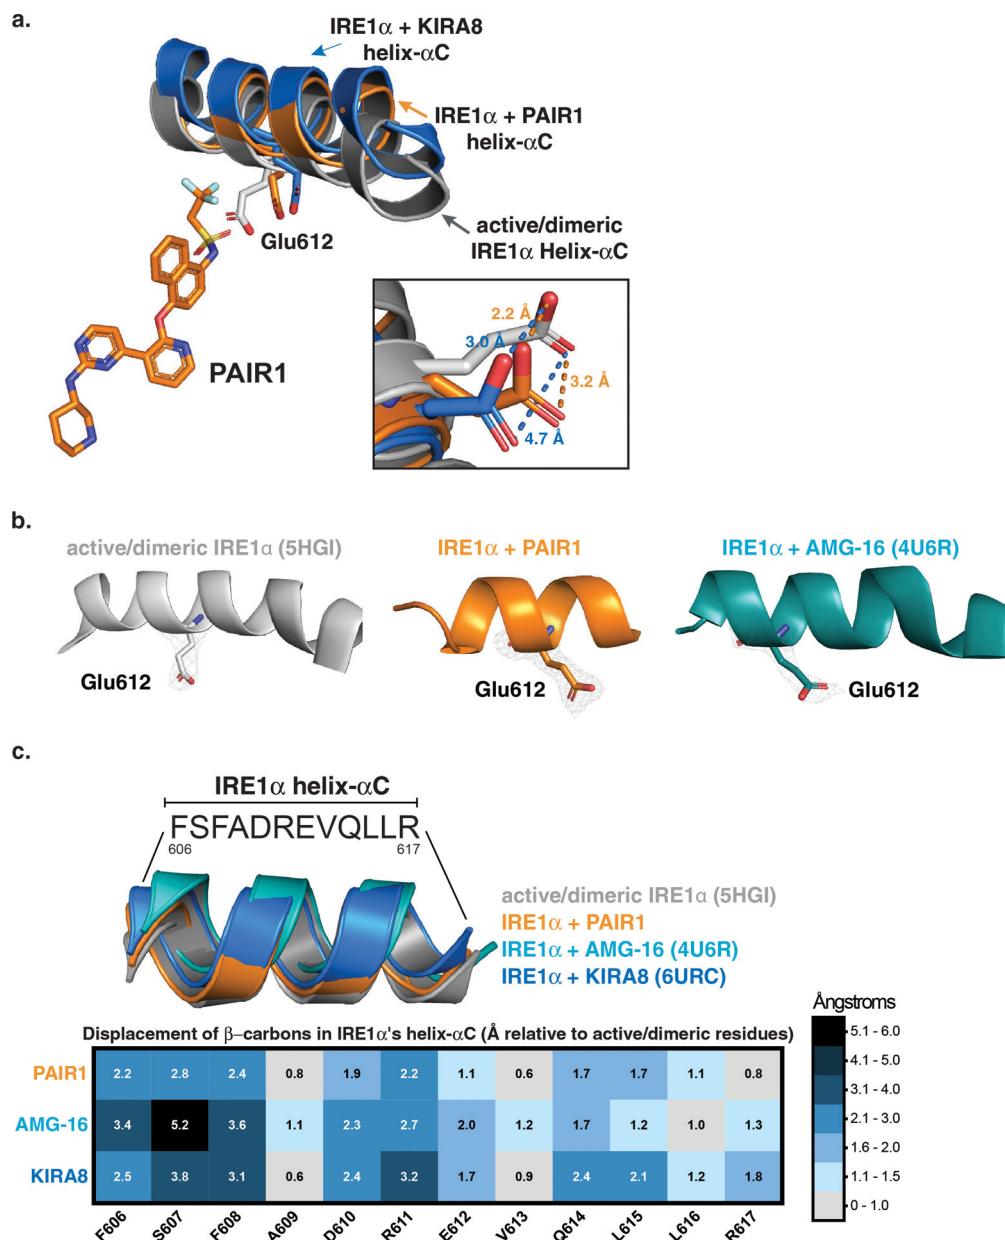 a.
IRE1α + KIRA8
helix-αC
IRE1α + PAIR1
helix-αC
active/dimeric
IRE1α Helix-αC
Glu612
PAIR1
2.2 Å
3.0 Å
3.2 Å
4.7 Å
b.
active/dimeric IRE1α (5HGI)
IRE1α + PAIR1
IRE1α + AMG-16 (4U6R)
Glu612
Glu612
Glu612
c.
IRE1α helix-αC
FSFADREVQLLR
606 617
active/dimeric IRE1α (5HGI)
IRE1α + PAIR1
IRE1α + AMG-16 (4U6R)
IRE1α + KIRA8 (6URC)
Displacement of β–carbons in IRE1α's helix-αC (Å relative to active/dimeric residues)
PAIR1 2.2 2.8 2.4 0.8 1.9 2.2 1.1 0.6 1.7 1.7 1.1 0.8
AMG-16 3.4 5.2 3.6 1.1 2.3 2.7 2.0 1.2 1.7 1.2 1.0 1.3
KIRA8 2.5 3.8 3.1 0.6 2.4 3.2 1.7 0.9 2.4 2.1 1.2 1.8
F606 S607 F608 A609 D610 R611 E612 V613 Q614 L615 L616 R617
Ångstroms
5.1 - 6.0
4.1 - 5.0
3.1 - 4.0
2.1 - 3.0
1.6 - 2.0
1.1 - 1.5
0 - 1.0